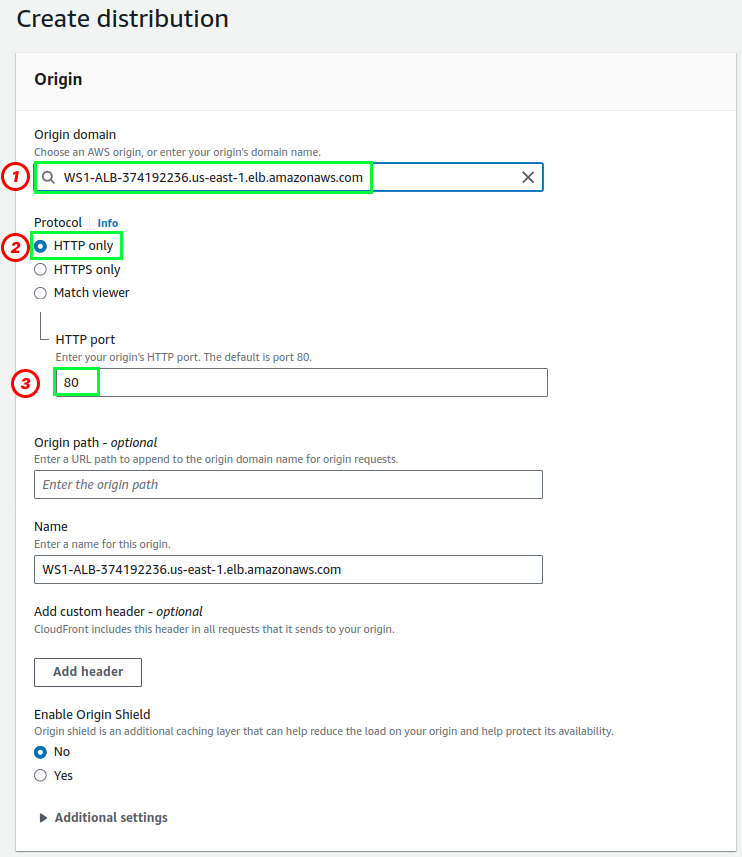 Create distribution
Origin
Origin domain
Choose an AWS origin, or enter your origin's domain name.
1
WS1-ALB-374192236.us-east-1.elb.amazonaws.com
Protocol Info
2 HTTP only
HTTPS only
Match viewer
HTTP port
Enter your origin's HTTP port. The default is port 80.
3 80
Origin path - optional
Enter a URL path to append to the origin domain name for origin requests.
Enter the origin path
Name
Enter a name for this origin.
WS1-ALB-374192236.us-east-1.elb.amazonaws.com
Add custom header - optional
CloudFront includes this header in all requests that it sends to your origin.
Add header
Enable Origin Shield
Origin shield is an additional caching layer that can help reduce the load on your origin and help protect its availability.
No
Yes
Additional settings